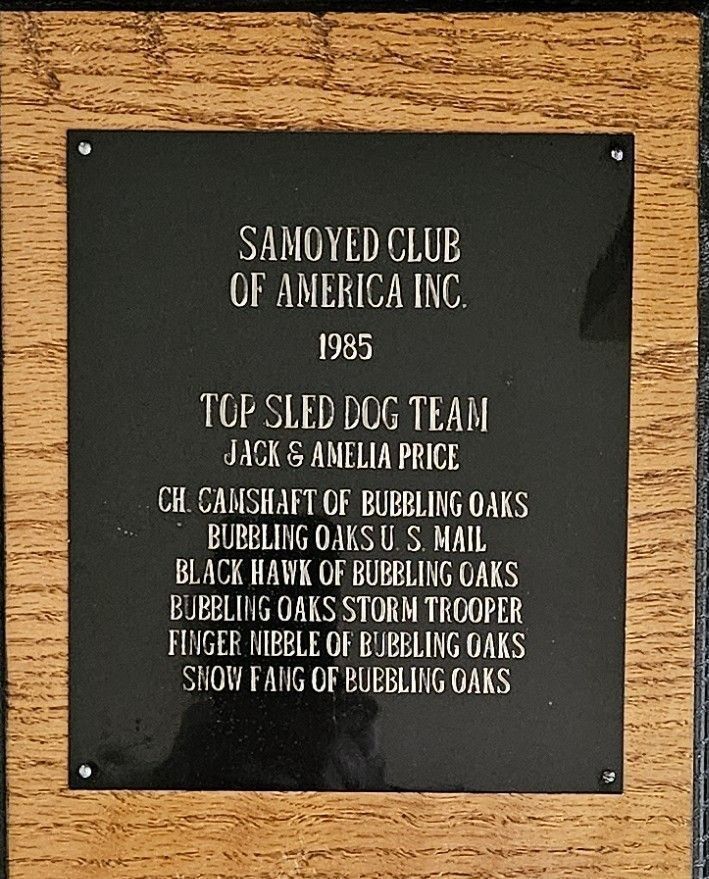 SAMOYED CLUB
OF AMERICA INC.
1985
TOP SLED DOG TEAM
JACK & AMELIA PRICE
CH. CAMSHAFT OF BUBBLING OAKS
BUBBLING OAKS U. S. MAIL
BLACK HAWK OF BUBBLING OAKS
BUBBLING OAKS STORM TROOPER
FINGER NIBBLE OF BUBBLING OAKS
SNOW FANG OF BUBBLING OAKS